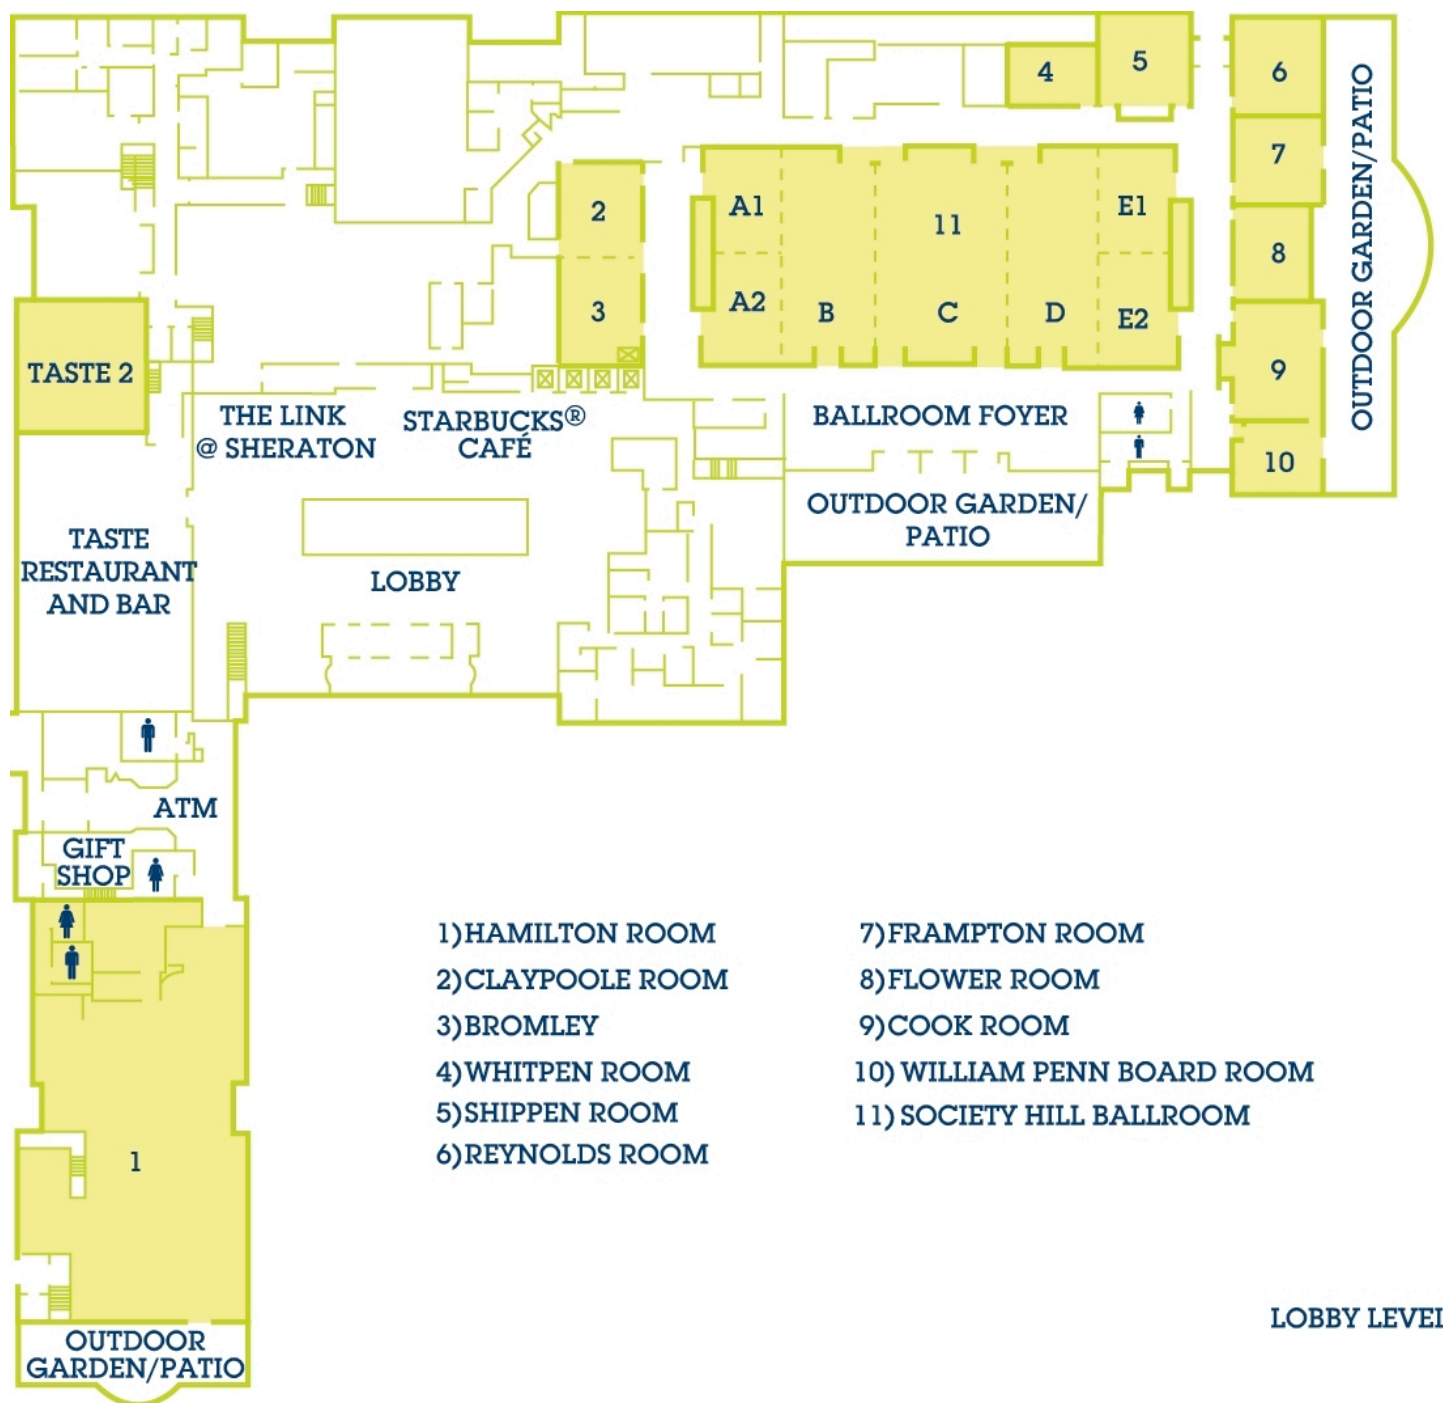 4
5
6
7
8
9
10
2
3
A1
A2
B
11
C
D
E1
E2
OUTDOOR GARDEN/PATIO
TASTE 2
THE LINK
@ SHERATON
STARBUCKS®
CAFÉ
BALLROOM FOYER
OUTDOOR GARDEN/
PATIO
TASTE
RESTAURANT
AND BAR
LOBBY
ATM
GIFT
SHOP
1
OUTDOOR
GARDEN/PATIO
1)HAMILTON ROOM
2)CLAYPOOLE ROOM
3)BROMLEY
4)WHITPEN ROOM
5)SHIPPEN ROOM
6)REYNOLDS ROOM
7)FRAMPTON ROOM
8)FLOWER ROOM
9)COOK ROOM
10) WILLIAM PENN BOARD ROOM
11) SOCIETY HILL BALLROOM
LOBBY LEVEL